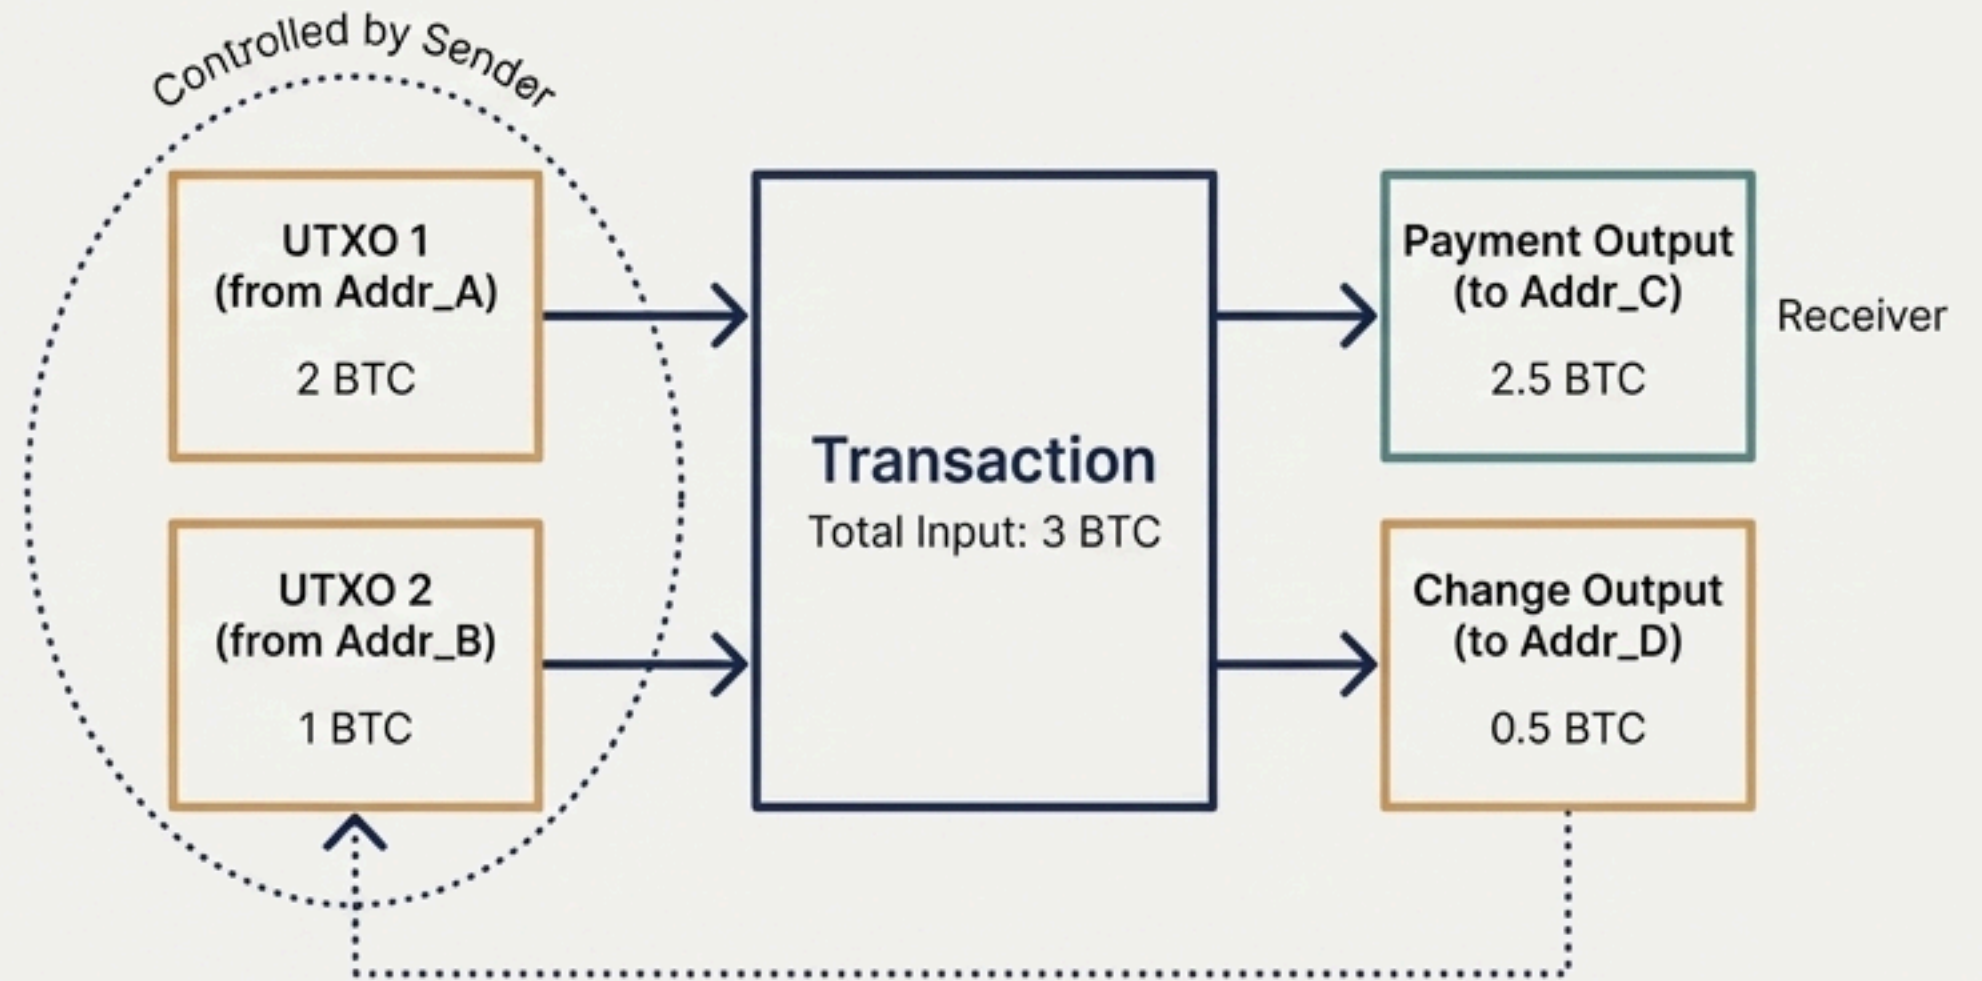 Controlled by Sender
UTXO 1
(from Addr_A)
2 BTC
UTXO 2
(from Addr_B)
1 BTC
Transaction
Total Input: 3 BTC
Payment Output
(to Addr_C)
2.5 BTC
Receiver
Change Output
(to Addr_D)
0.5 BTC